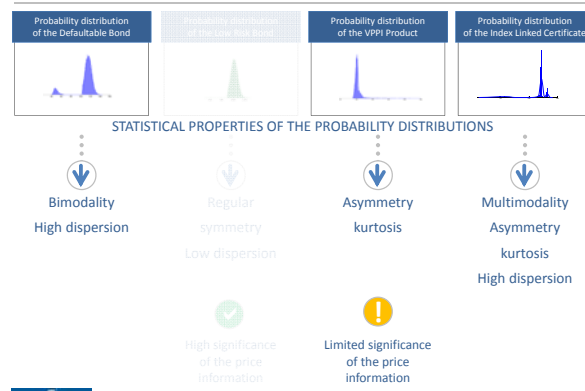 Probability distribution
of the Defaultable Bond
Probability distribution
of the Low Risk Bond
Probability distribution
of the VPPI Product
Probability distribution
of the Index Linked Certificate
STATISTICAL PROPERTIES OF THE PROBABILITY DISTRIBUTIONS
Bimodality
High dispersion
Regular
symmetry
Low dispersion
Asymmetry
kurtosis
Multimodality
Asymmetry
kurtosis
High dispersion
High significance
of the price
information
Limited significance
of the price
information